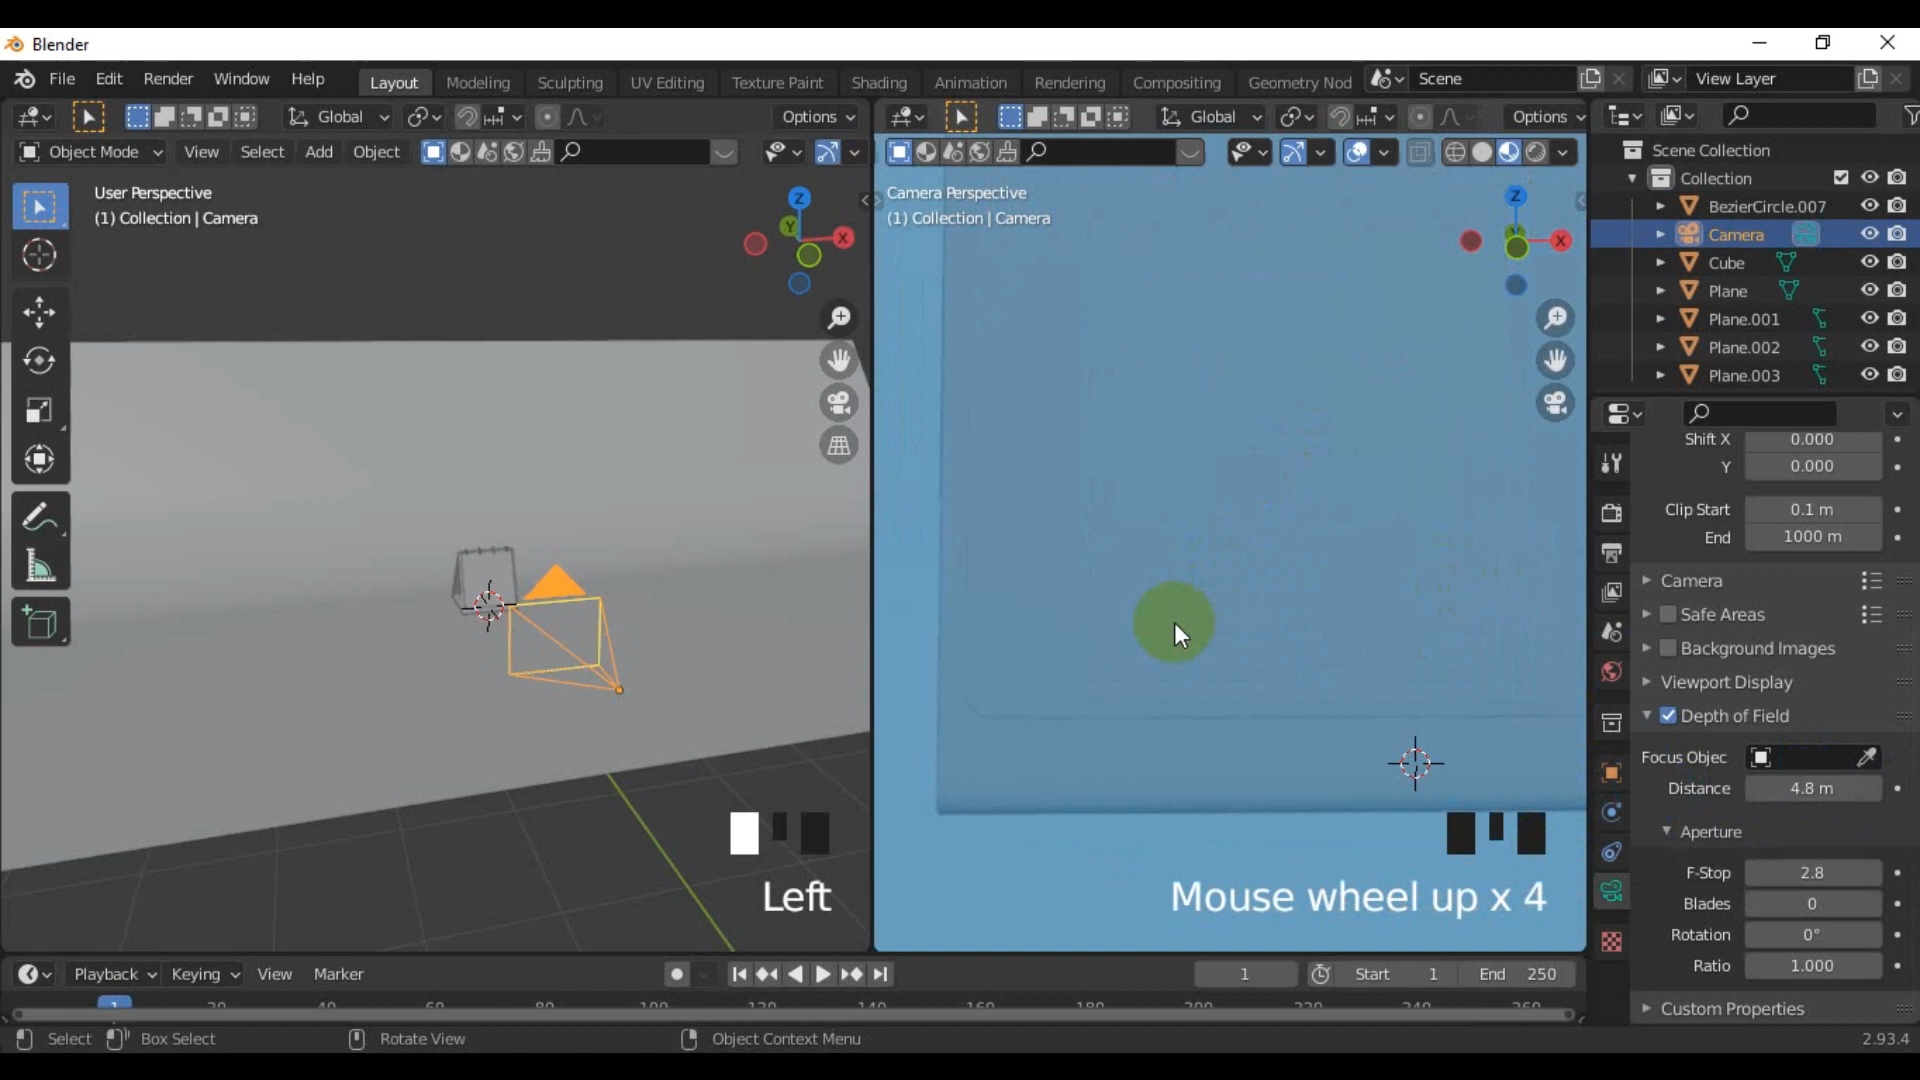 Blender
File Edit Render Window Help Layout Modeling Sculpting UV Editing Texture Paint Shading Animation Rendering Compositing Geometry Nod Scene View Layer
Global Options Global Options
Object Mode View Select Add Object
Scene Collection
Collection
BezierCircle.007
Camera
Cube
Plane
Plane.001
Plane.002
Plane.003
User Perspective
(1) Collection | Camera
Z
Y
X
Camera Perspective
(1) Collection | Camera
Z
X
Left
Mouse wheel up x 4
Shift X 0.000
Y 0.000
Clip Start 0.1 m
End 1000 m
Camera
Safe Areas
Background Images
Viewport Display
Depth of Field
Focus Objec
Distance 4.8 m
Aperture
F-Stop 2.8
Blades 0
Rotation 0°
Ratio 1.000
Custom Properties
Playback Keying View Marker 1 Start 1 End 250
1
Select Box Select Rotate View Object Context Menu 2.93.4